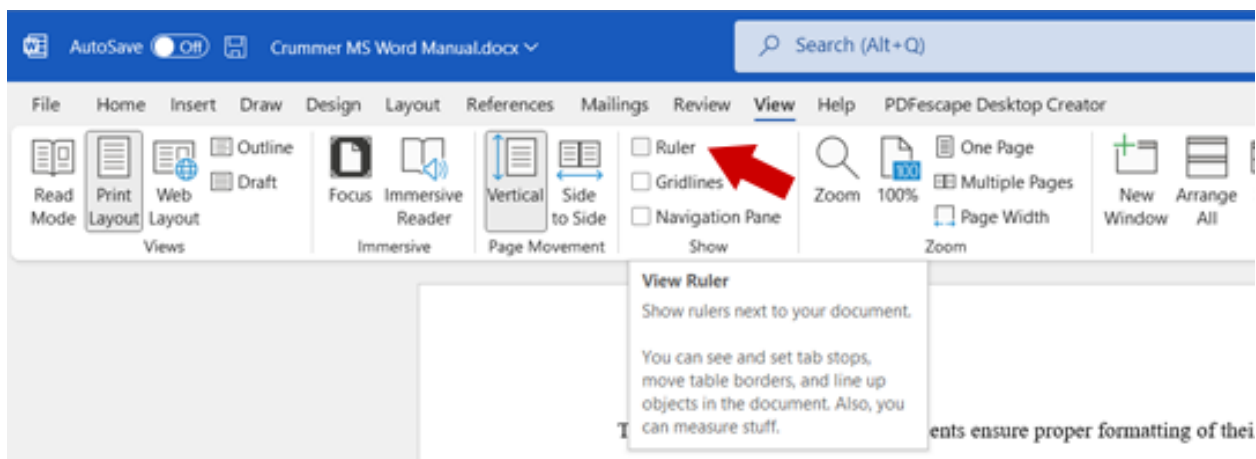 AutoSave Off Crummer MS Word Manual.docx Search (Alt+Q)
File Home Insert Draw Design Layout References Mailings Review View Help PDFescape Desktop Creator
Read Mode
Print Layout
Web Layout
Outline
Draft
Views
Focus
Immersive Reader
Immersive
Vertical
Side to Side
Page Movement
Ruler
Gridlines
Navigation Pane
Show
Zoom
100
100%
One Page
Multiple Pages
Page Width
Zoom
New Window
Arrange All
View Ruler
Show rulers next to your document.
You can see and set tab stops,
move table borders, and line up
objects in the document. Also, you
can measure stuff.
ents ensure proper formatting of thei